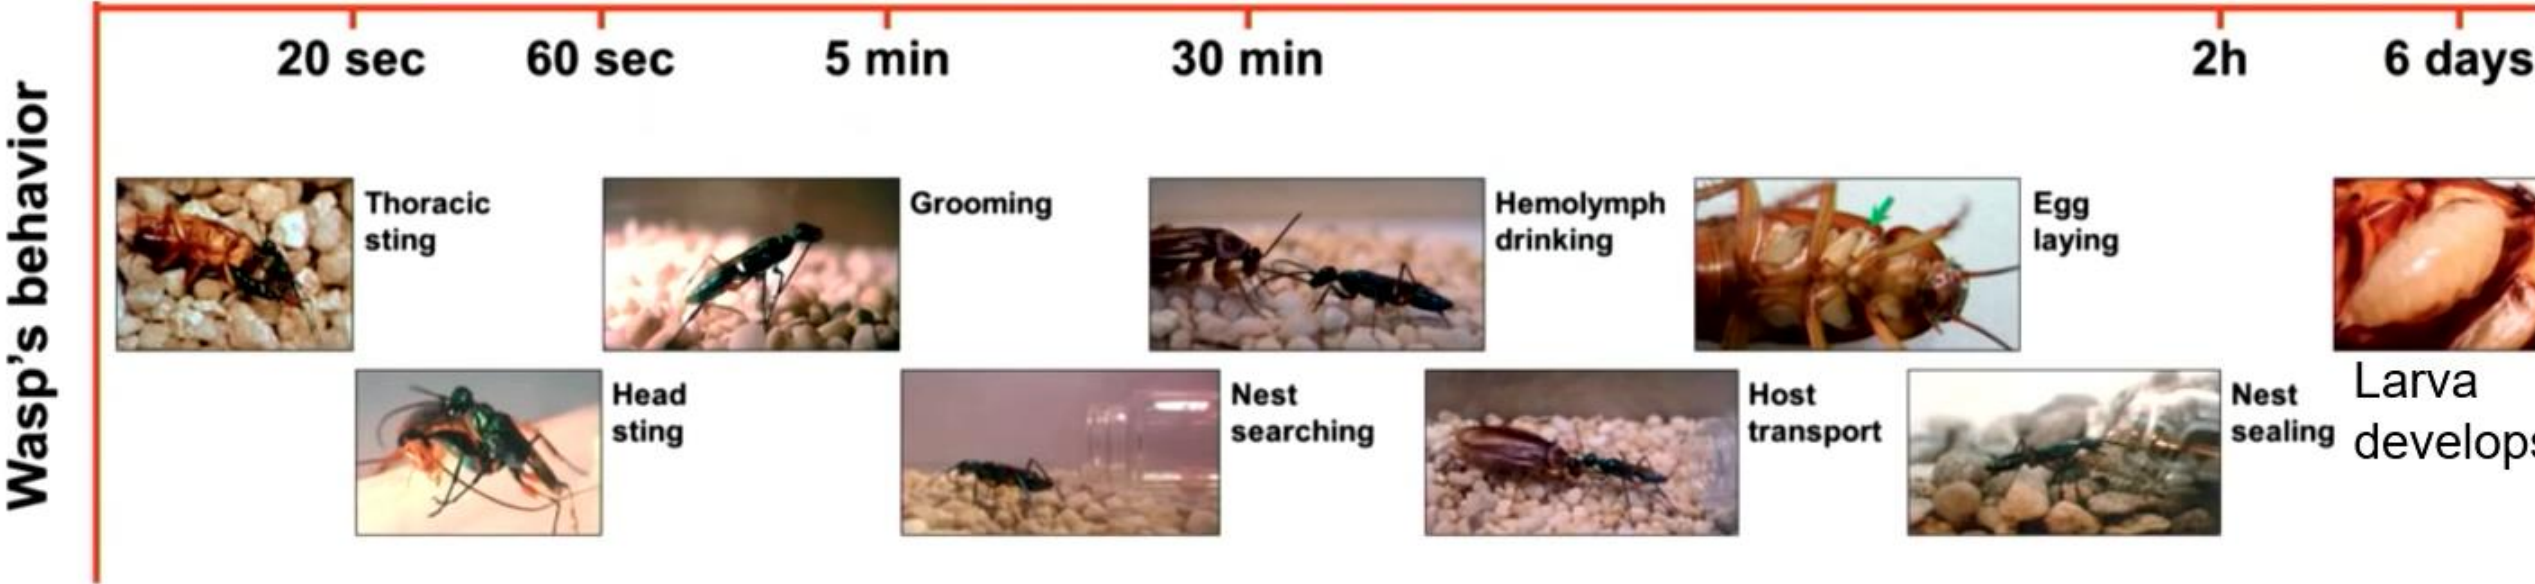 20 sec
60 sec
5 min
30 min
2h
6 days
Wasp's behavior
Thoracic
sting
Grooming
Hemolymph
drinking
Egg
laying
Head
sting
Nest
searching
Host
transport
Nest
sealing
Larva
develops